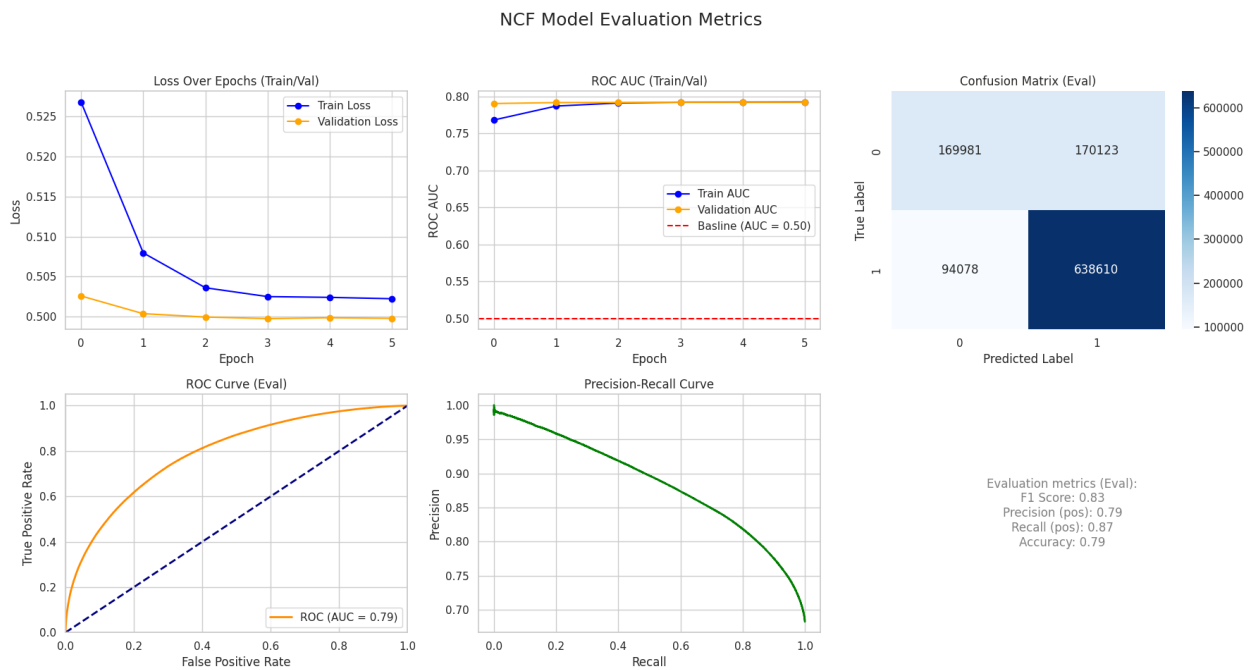 NCF Model Evaluation Metrics
Loss Over Epochs (Train/Val)
Train Loss
Validation Loss
0.525
0.520
0.515
0.510
0.505
0.500
Loss
0 1 2 3 4 5
Epoch
ROC AUC (Train/Val)
0.80
0.75
0.70
0.65
0.60
0.55
0.50
ROC AUC
Train AUC
Validation AUC
Basline (AUC = 0.50)
0 1 2 3 4 5
Epoch
Confusion Matrix (Eval)
True Label
0
1
169981 170123
94078 638610
0 1
Predicted Label
600000
500000
400000
300000
200000
100000
ROC Curve (Eval)
True Positive Rate
1.0
0.8
0.6
0.4
0.2
0.0
ROC (AUC = 0.79)
0.0 0.2 0.4 0.6 0.8 1.0
False Positive Rate
Precision-Recall Curve
Precision
1.00
0.95
0.90
0.85
0.80
0.75
0.70
0.0 0.2 0.4 0.6 0.8 1.0
Recall
Evaluation metrics (Eval):
F1 Score: 0.83
Precision (pos): 0.79
Recall (pos): 0.87
Accuracy: 0.79